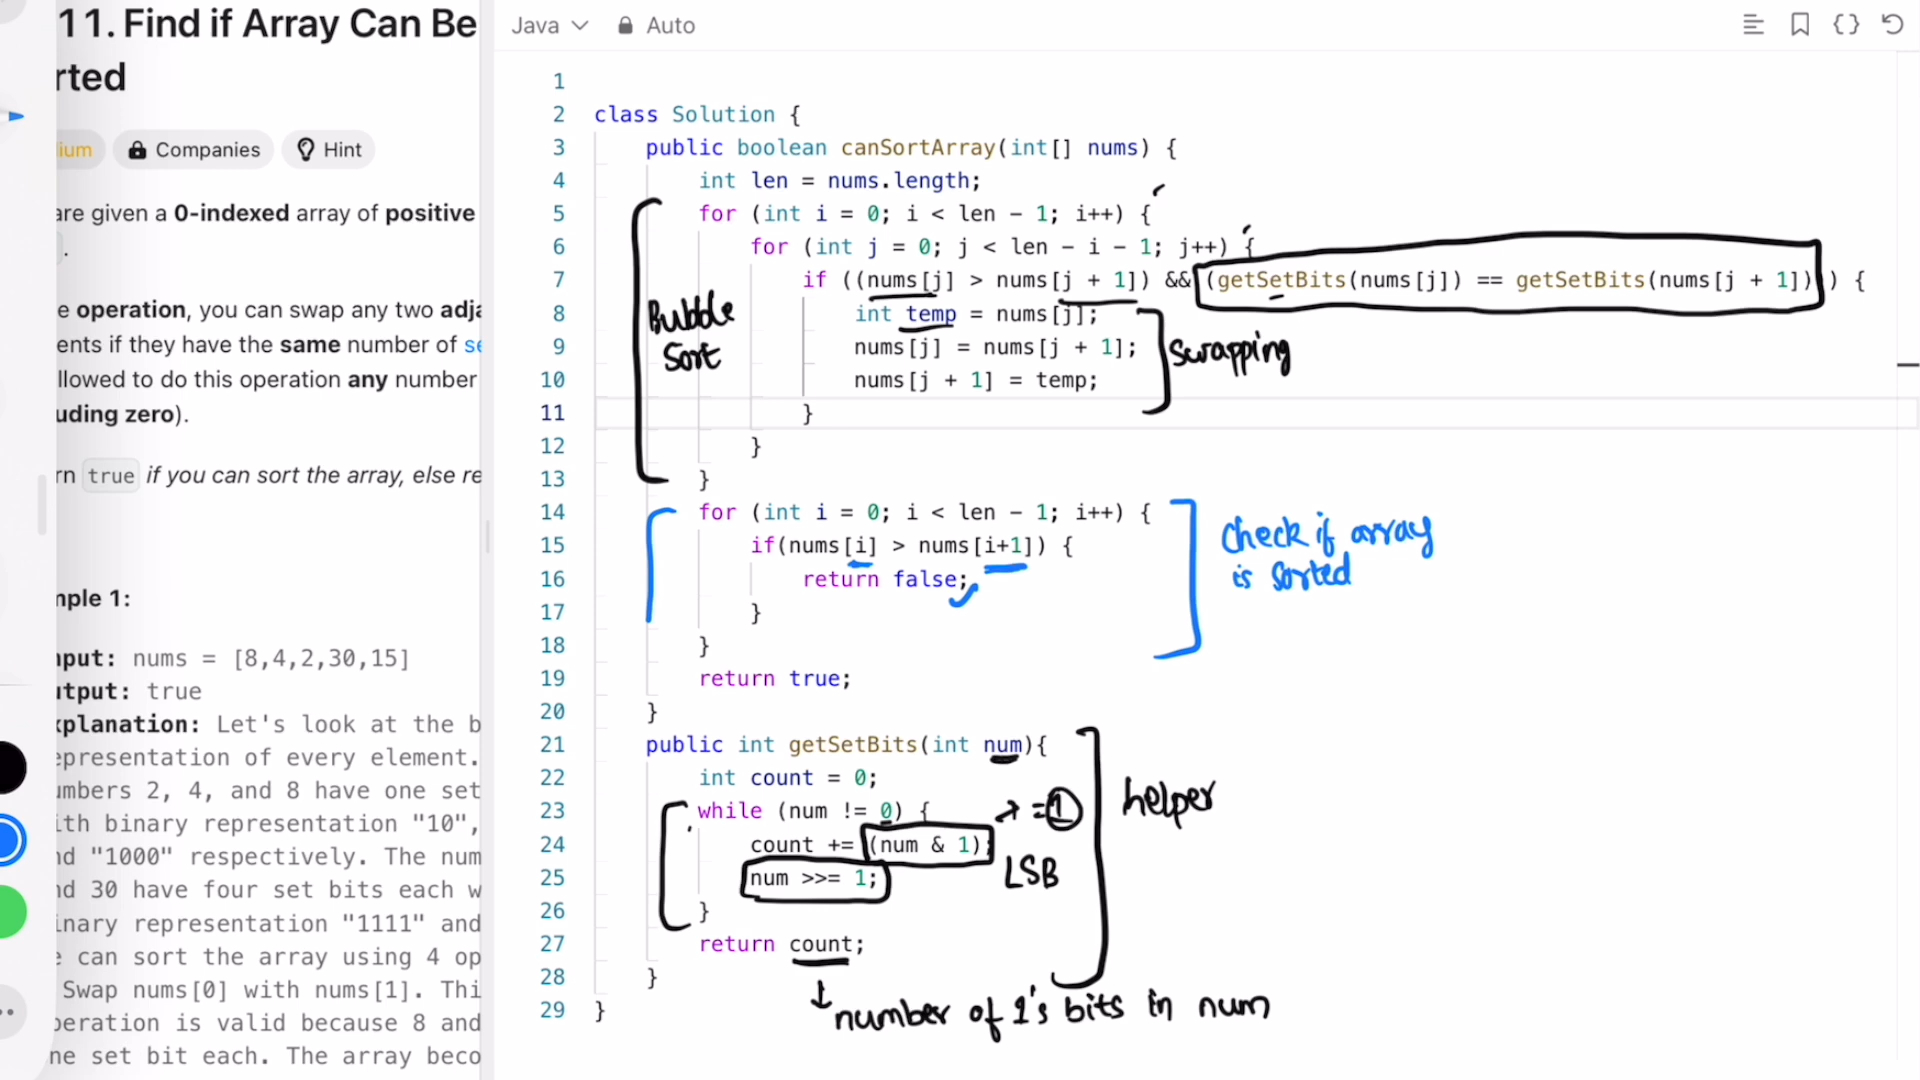 11. Find if Array Can Be
rted
ium
Companies
Hint
are given a 0-indexed array of positive
.
e operation, you can swap any two adja
ents if they have the same number of se
llowed to do this operation any number
uding zero).
rn true if you can sort the array, else re
nple 1:
nput: nums = [8,4,2,30,15]
utput: true
xplanation: Let's look at the b
epresentation of every element.
umbers 2, 4, and 8 have one set
ith binary representation "10",
nd "1000" respectively. The num
nd 30 have four set bits each w
inary representation "1111" and
e can sort the array using 4 op
Swap nums[0] with nums[1]. Thi
peration is valid because 8 and
ne set bit each. The array beco
Java
Auto
1
2 class Solution {
3 public boolean canSortArray(int[] nums) {
4 int len = nums.length;
5 for (int i = 0; i < len - 1; i++) {
6 for (int j = 0; j < len - i - 1; j++) {
7 if ((nums[j] > nums[j + 1]) && (getSetBits(nums[j]) == getSetBits(nums[j + 1]))) {
8 int temp = nums[j];
9 nums[j] = nums[j + 1];
10 nums[j + 1] = temp;
11 }
12 }
13 }
14 for (int i = 0; i < len - 1; i++) {
15 if(nums[i] > nums[i+1]) {
16 return false;
17 }
18 }
19 return true;
20 }
21 public int getSetBits(int num){
22 int count = 0;
23 while (num != 0) {
24 count += (num & 1);
25 num >>= 1;
26 }
27 return count;
28 }
29 }
Bubble
Sort
Swrapping
Check if array
is Sorted
helper
→ = 1
LSB
number of 1's bits in num